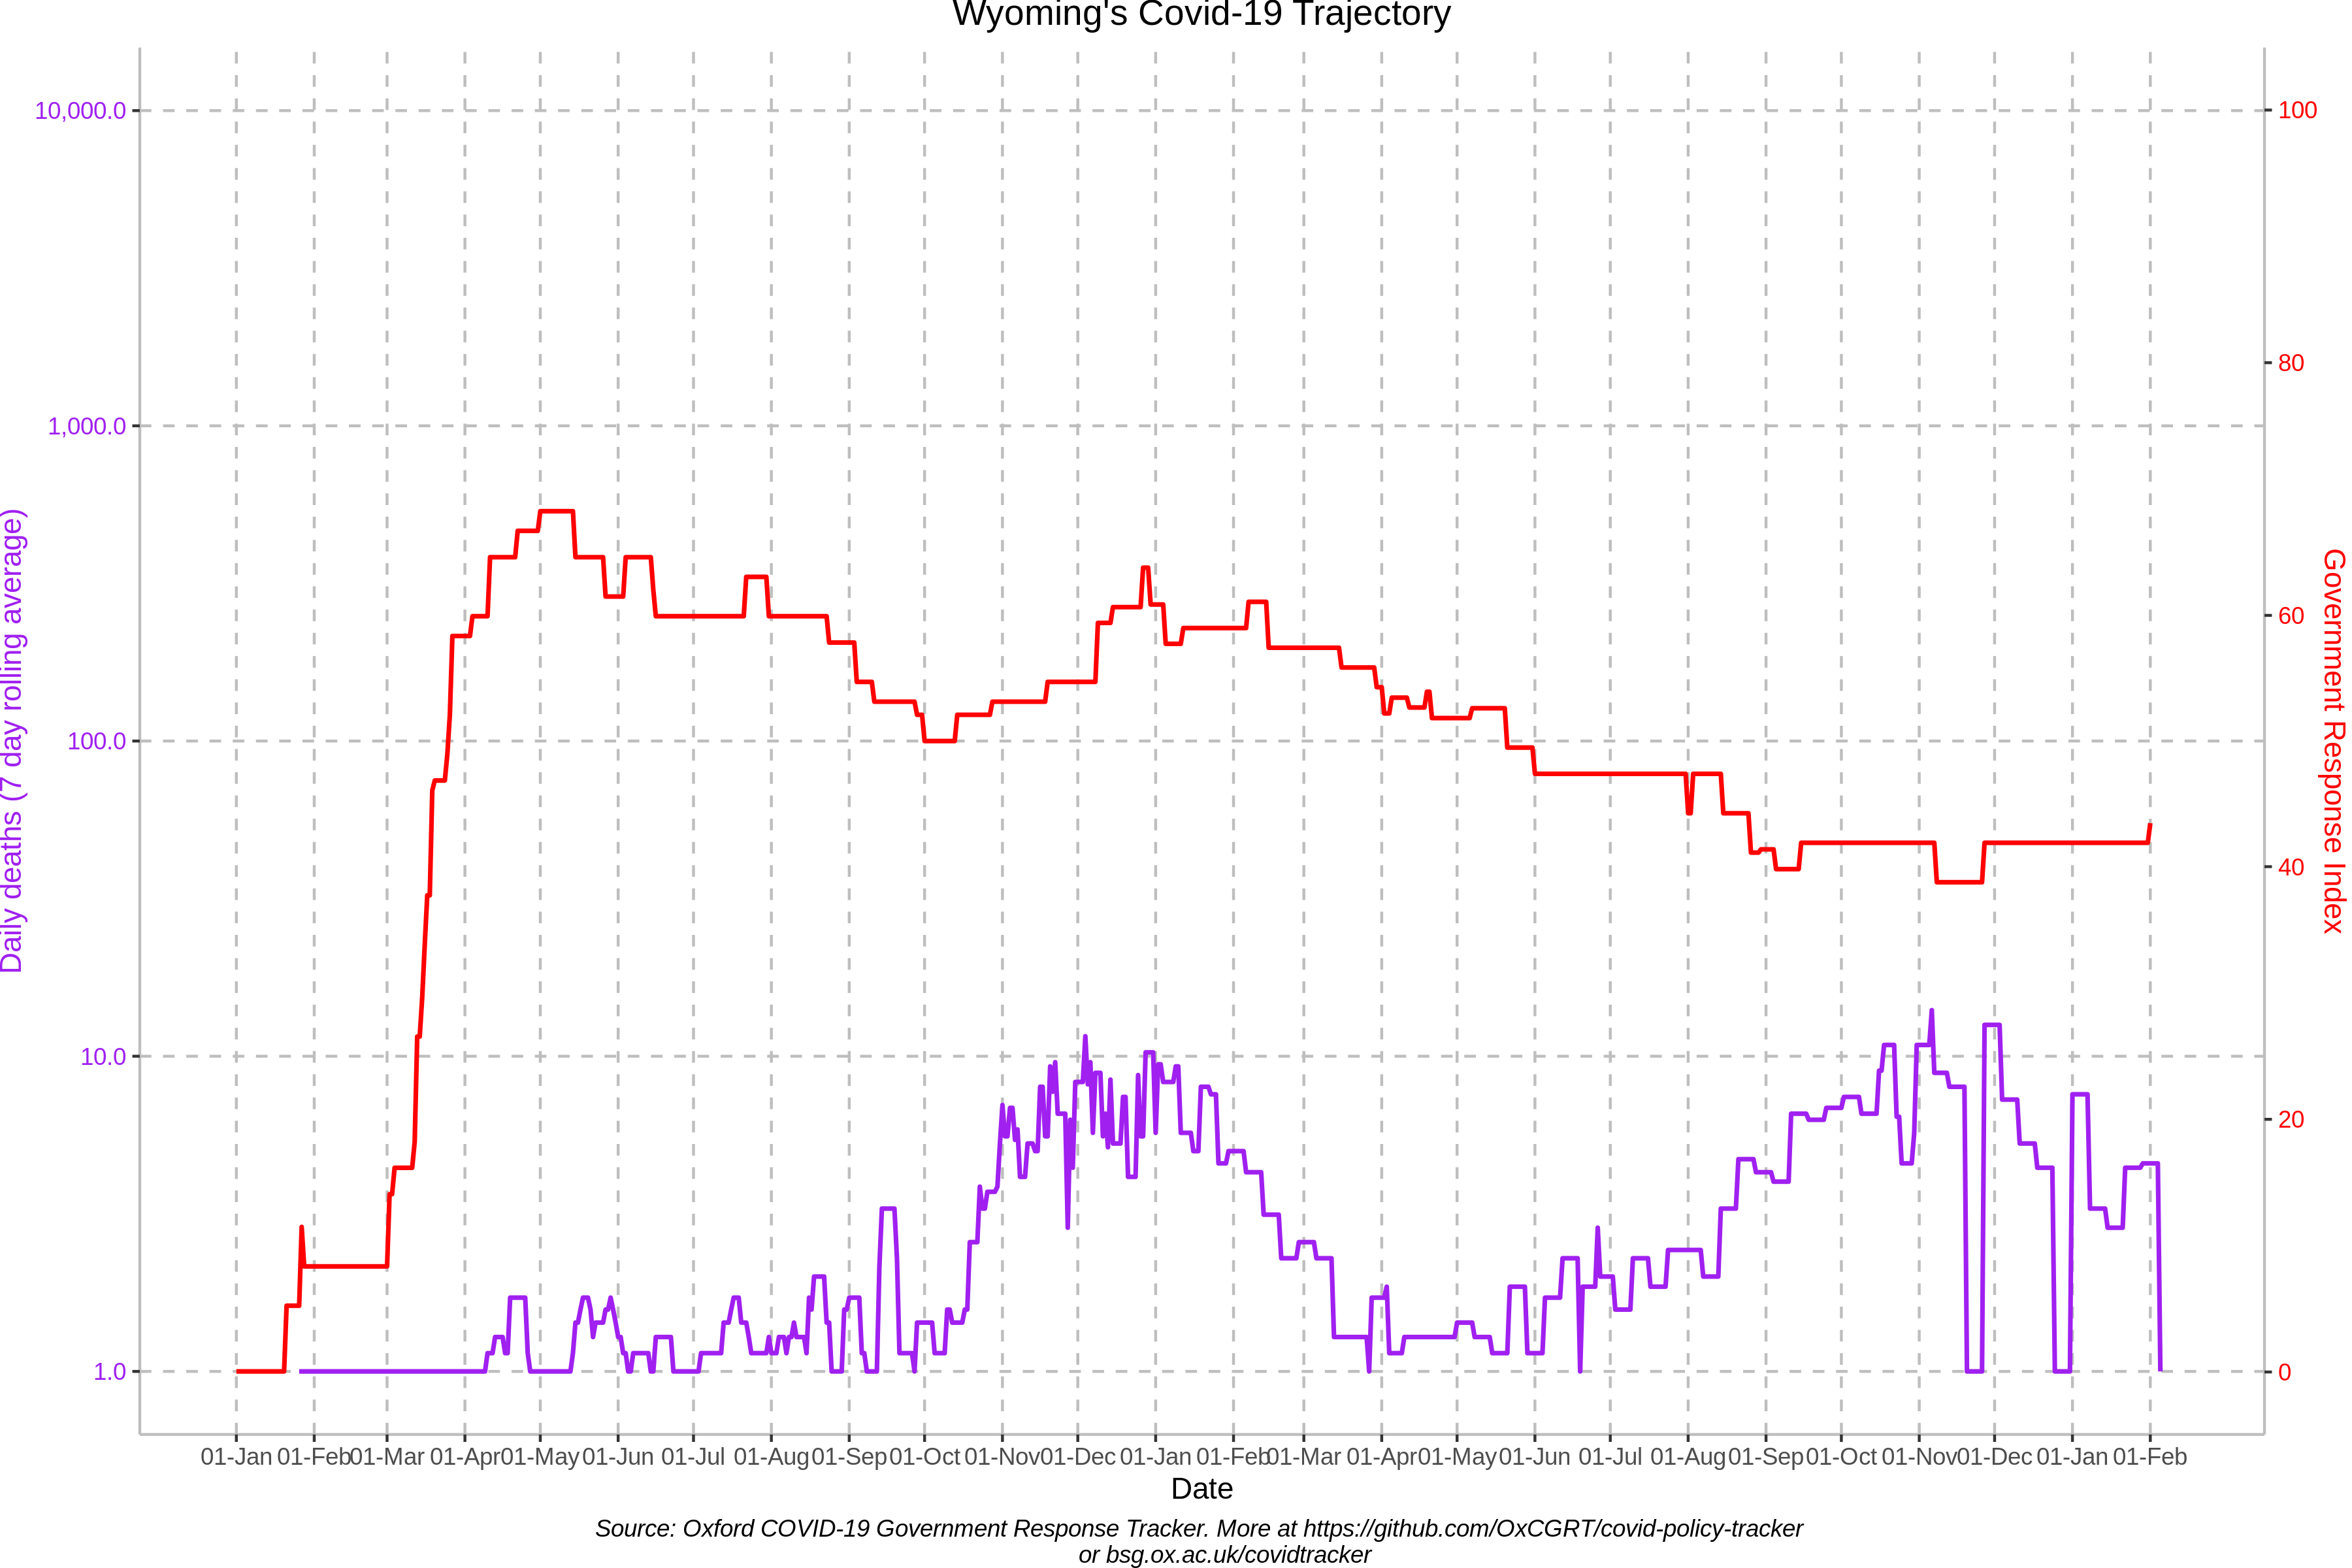 Wyoming's Covid-19 Trajectory
10,000.0
1,000.0
100.0
10.0
1.0
Daily deaths (7 day rolling average)
100
80
60
40
20
0
Government Response Index
01-Jan 01-Feb 01-Mar 01-Apr 01-May 01-Jun 01-Jul 01-Aug 01-Sep 01-Oct 01-Nov 01-Dec 01-Jan 01-Feb 01-Mar 01-Apr 01-May 01-Jun 01-Jul 01-Aug 01-Sep 01-Oct 01-Nov 01-Dec 01-Jan 01-Feb
Date
Source: Oxford COVID-19 Government Response Tracker. More at https://github.com/OxCGRT/covid-policy-tracker
or bsg.ox.ac.uk/covidtracker